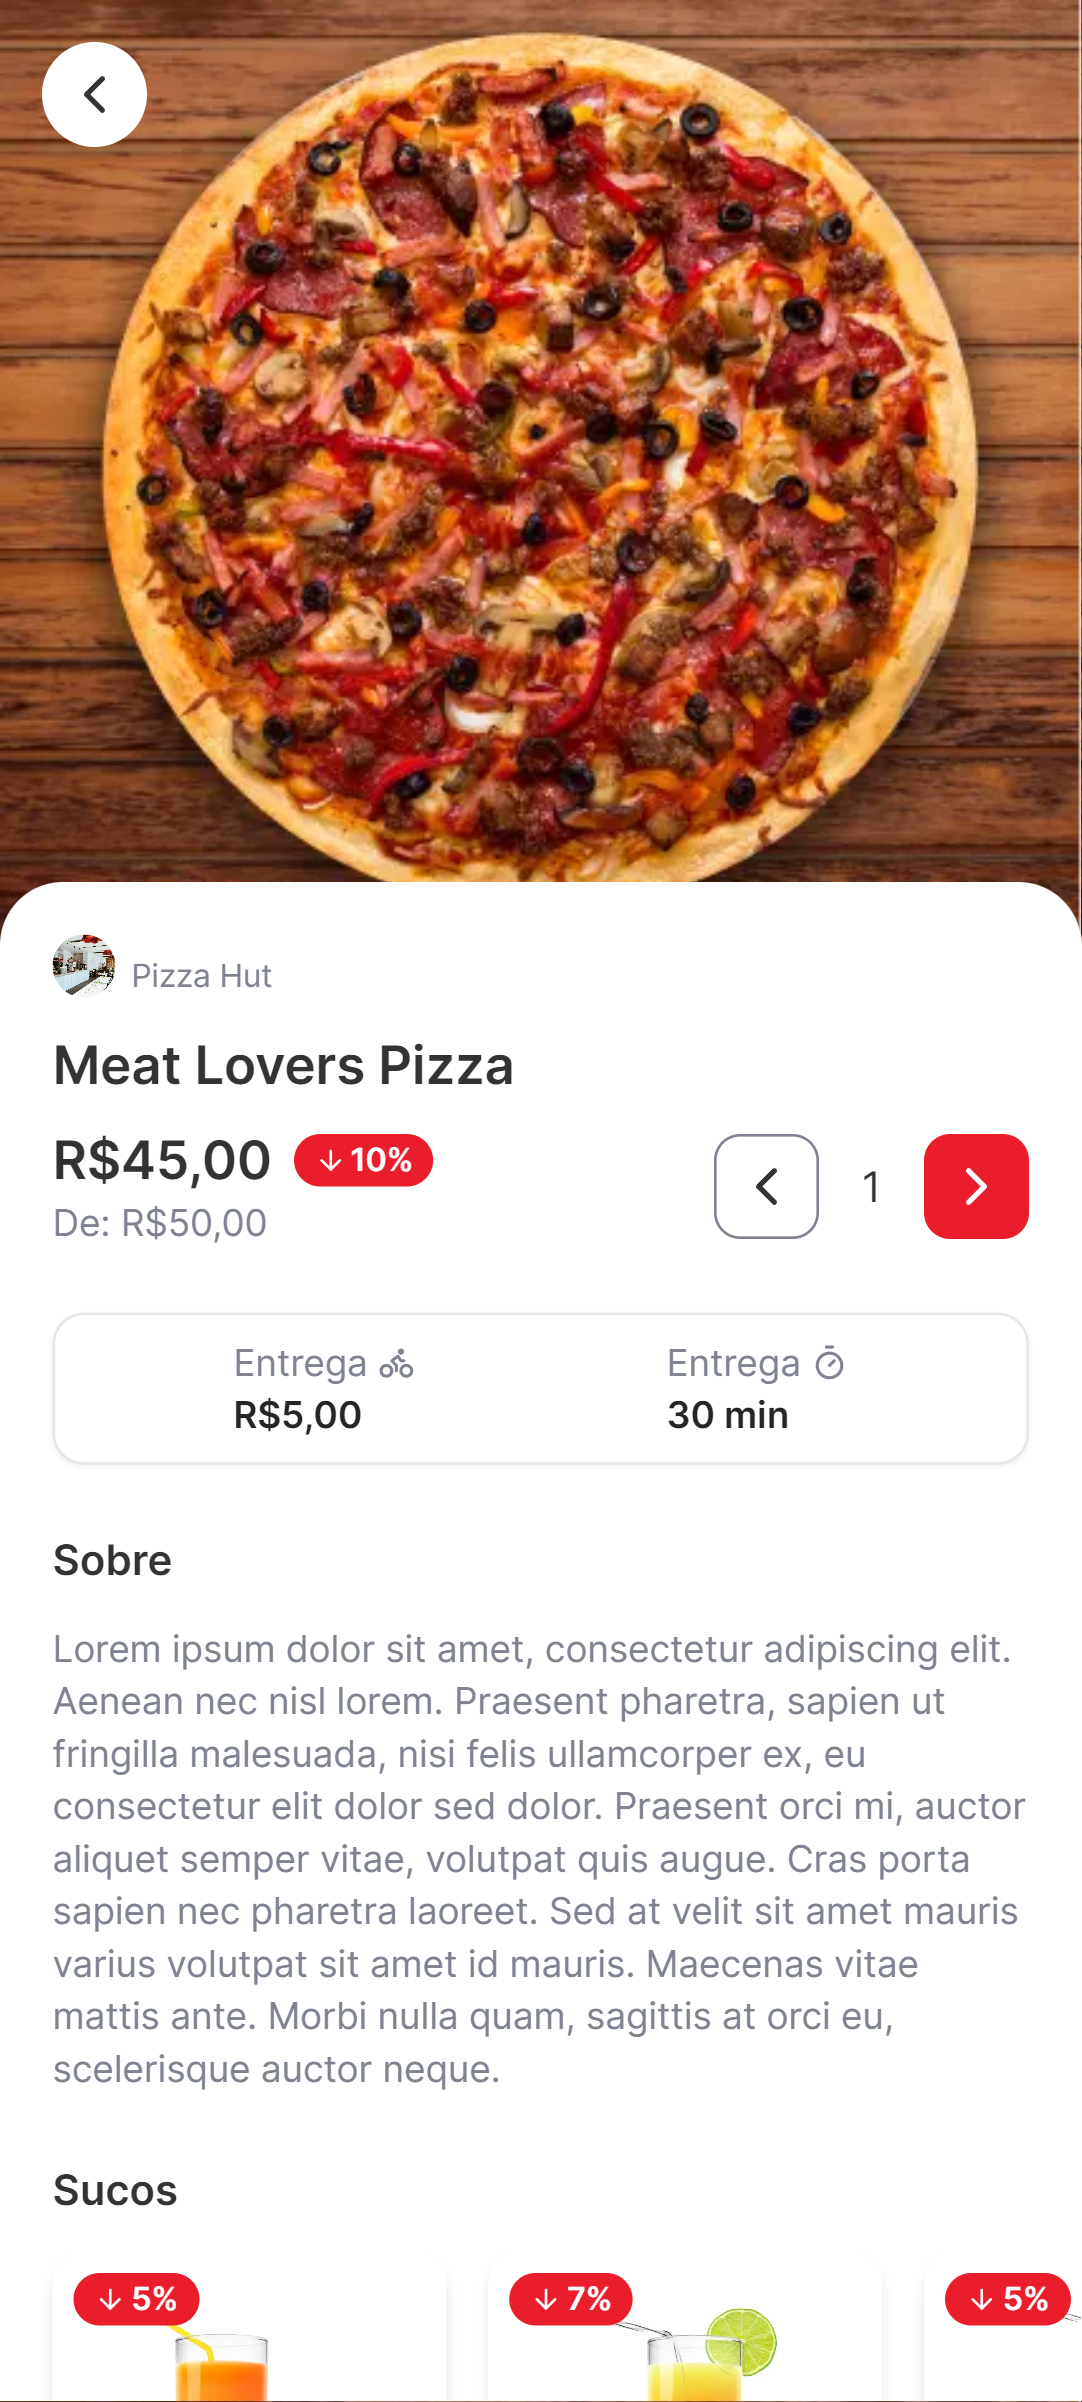 Pizza Hut
Meat Lovers Pizza
R$45,00 ↓ 10%
1
De: R$50,00
Entrega
R$5,00
Entrega
30 min
Sobre
Lorem ipsum dolor sit amet, consectetur adipiscing elit.
Aenean nec nisl lorem. Praesent pharetra, sapien ut
fringilla malesuada, nisi felis ullamcorper ex, eu
consectetur elit dolor sed dolor. Praesent orci mi, auctor
aliquet semper vitae, volutpat quis augue. Cras porta
sapien nec pharetra laoreet. Sed at velit sit amet mauris
varius volutpat sit amet id mauris. Maecenas vitae
mattis ante. Morbi nulla quam, sagittis at orci eu,
scelerisque auctor neque.
Sucos
↓ 5%
↓ 7%
↓ 5%